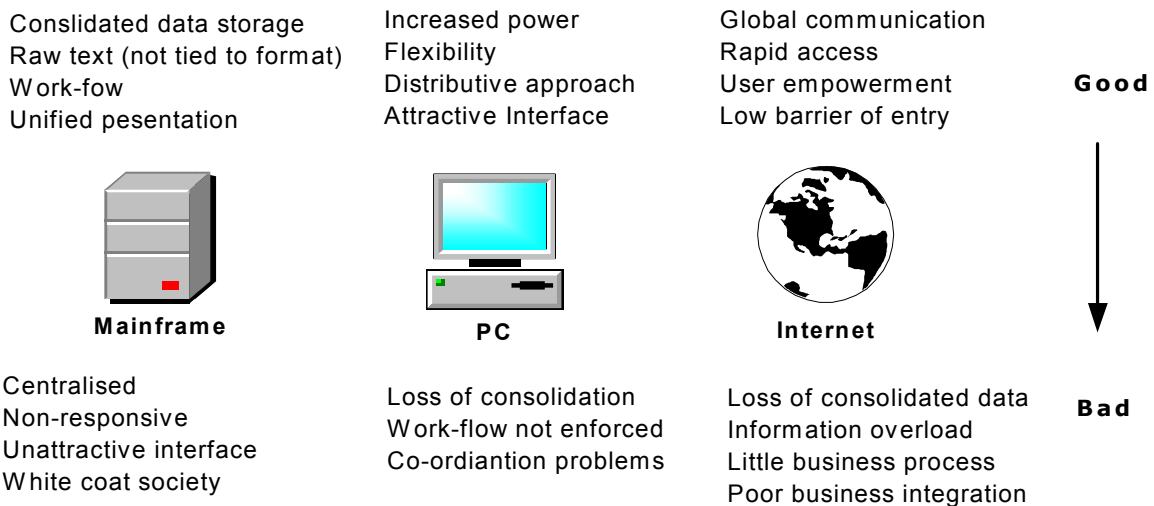 Conslidated data storage
Raw text (not tied to format)
Work-fow
Unified pesentation
Increased power
Flexibility
Distributive approach
Attractive Interface
Global communication
Rapid access
User empowerment
Low barrier of entry
Good
Mainframe
PC
Internet
Centralised
Non-responsive
Unattractive interface
White coat society
Loss of consolidation
Work-flow not enforced
Co-ordiantion problems
Loss of consolidated data
Information overload
Little business process
Poor business integration
Bad